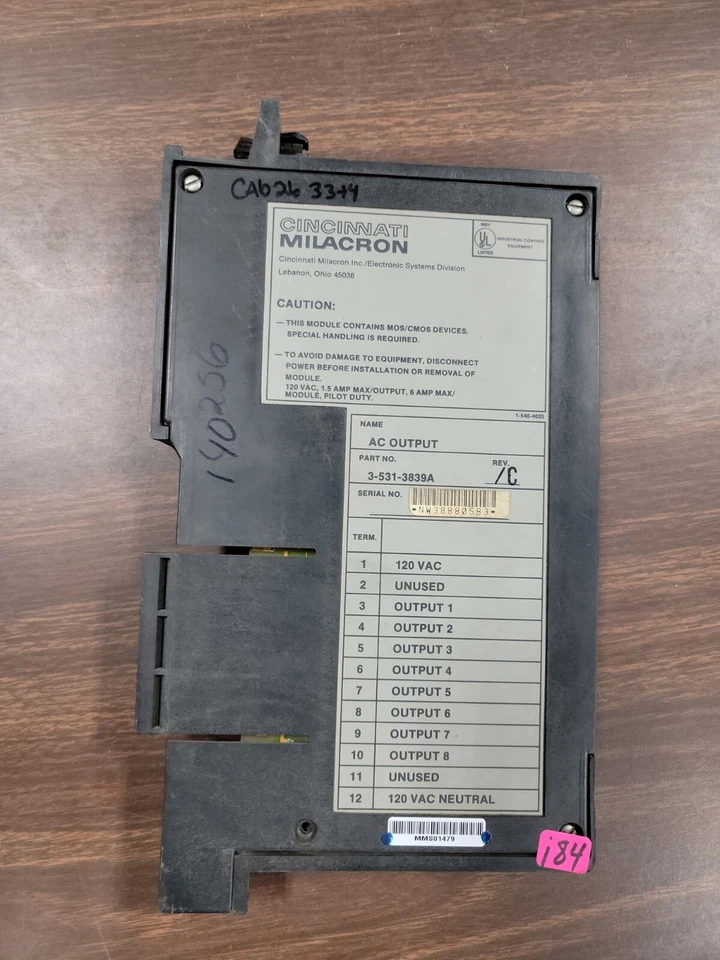 CAb26 33+4
CINCINNATI
MILACRON
Cincinnati Milacron Inc./Electronic Systems Division
Lebanon, Ohio 45036
UL
LISTED
INDUSTRIAL CONTROL
EQUIPMENT
CAUTION:
— THIS MODULE CONTAINS MOS/CMOS DEVICES.
SPECIAL HANDLING IS REQUIRED.
— TO AVOID DAMAGE TO EQUIPMENT, DISCONNECT
POWER BEFORE INSTALLATION OR REMOVAL OF
MODULE.
120 VAC, 1.5 AMP MAX/OUTPUT, 6 AMP MAX/
MODULE, PILOT DUTY.
1-540-4023
140256
NAME
AC OUTPUT
PART NO.
3-531-3839A
REV.
/C
SERIAL NO.
*NW38880583*
TERM.
1 120 VAC
2 UNUSED
3 OUTPUT 1
4 OUTPUT 2
5 OUTPUT 3
6 OUTPUT 4
7 OUTPUT 5
8 OUTPUT 6
9 OUTPUT 7
10 OUTPUT 8
11 UNUSED
12 120 VAC NEUTRAL
MMS01479
i84